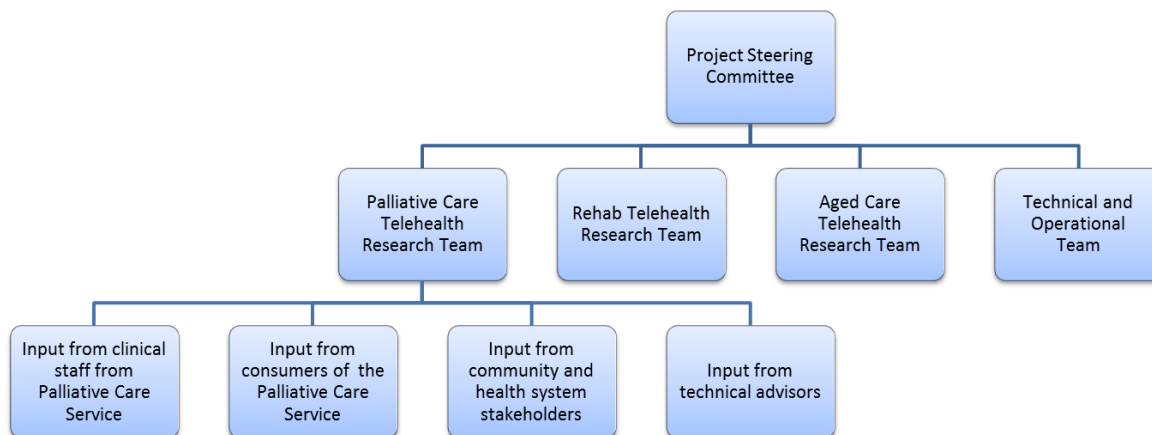 Project Steering
Committee
Palliative Care
Telehealth
Research Team
Rehab Telehealth
Research Team
Aged Care
Telehealth
Research Team
Technical and
Operational
Team
Input from clinical
staff from
Palliative Care
Service
Input from
consumers of the
Palliative Care
Service
Input from
community and
health system
stakeholders
Input from
technical advisors